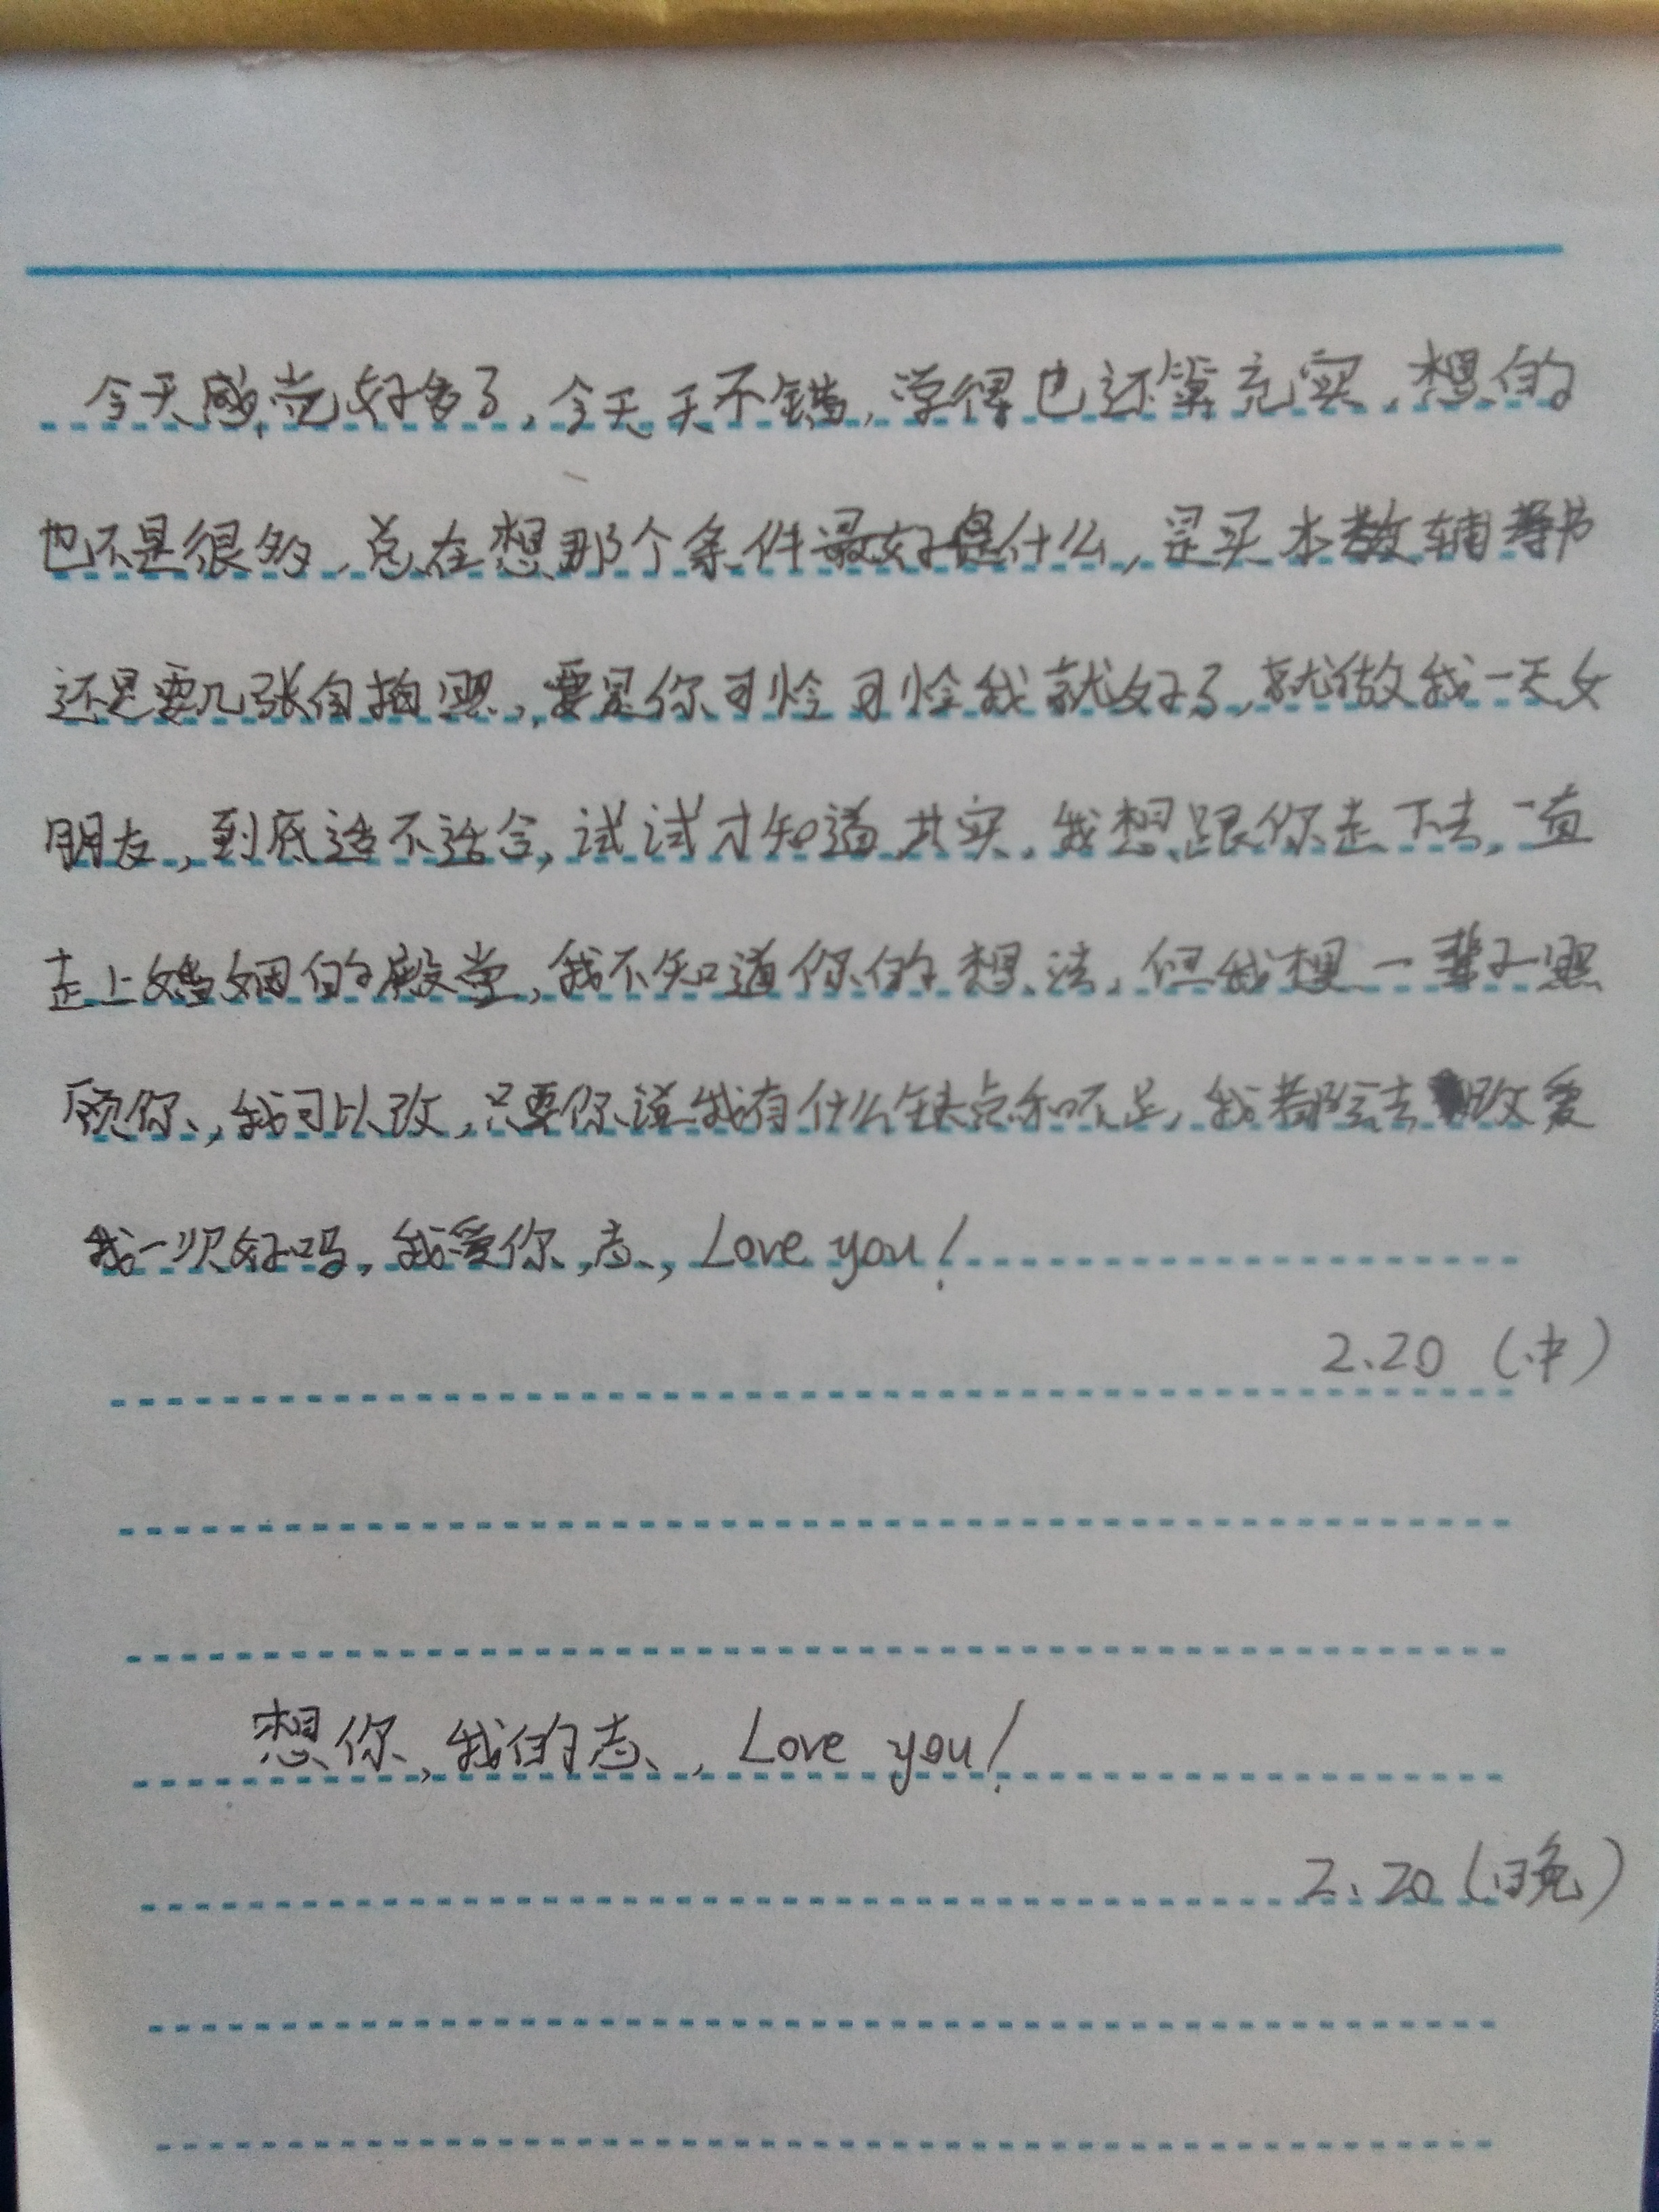 今天感觉好多了,今天天不错,学得也还算充实,想的
也不是很多,总在想那个条件最好是什么,是买本数辅导书
还是要几张自拍照,要是你可怜可怜我就好了,就做我一天女
朋友,到底适不适合,试试才知道,其实,我想跟你走下去,一直
走上婚姻的殿堂,我不知道你的想法,但我想一辈子照
顾你,我可以改,只要你说我有什么缺点和不足,我都会去改爱
我一次好吗,我爱你, Love you!
2.20 (中)
想你,我的 , Love you!
2.20 (晚)